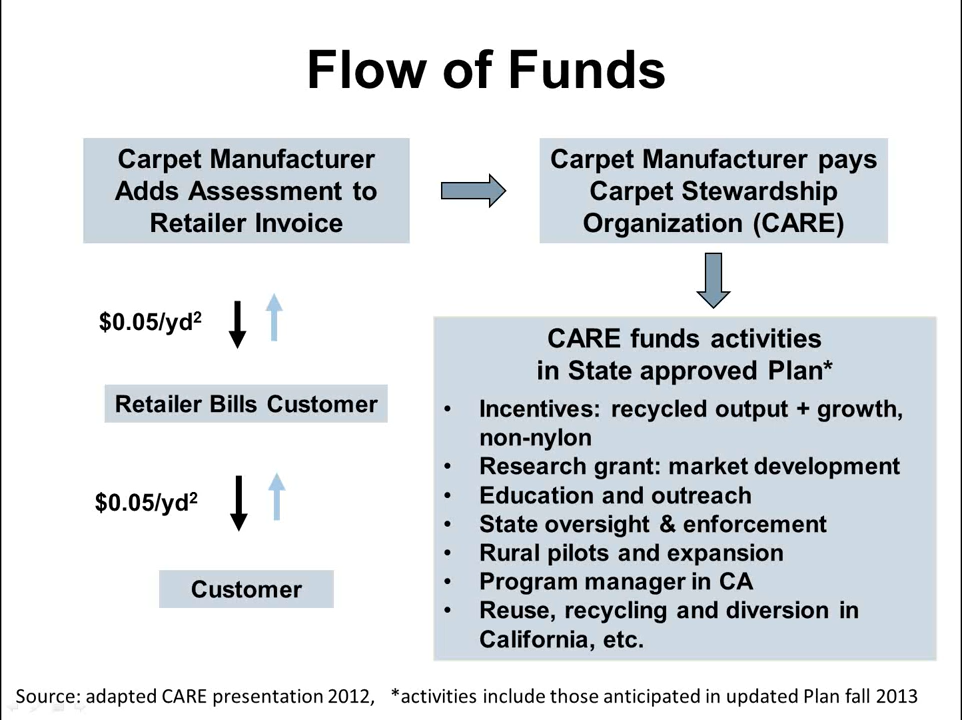 Flow of Funds
Carpet Manufacturer
Adds Assessment to
Retailer Invoice
Carpet Manufacturer pays
Carpet Stewardship
Organization (CARE)
$0.05/yd²
Retailer Bills Customer
$0.05/yd²
Customer
CARE funds activities
in State approved Plan*
• Incentives: recycled output + growth,
non-nylon
• Research grant: market development
• Education and outreach
• State oversight & enforcement
• Rural pilots and expansion
• Program manager in CA
• Reuse, recycling and diversion in
California, etc.
Source: adapted CARE presentation 2012, *activities include those anticipated in updated Plan fall 2013